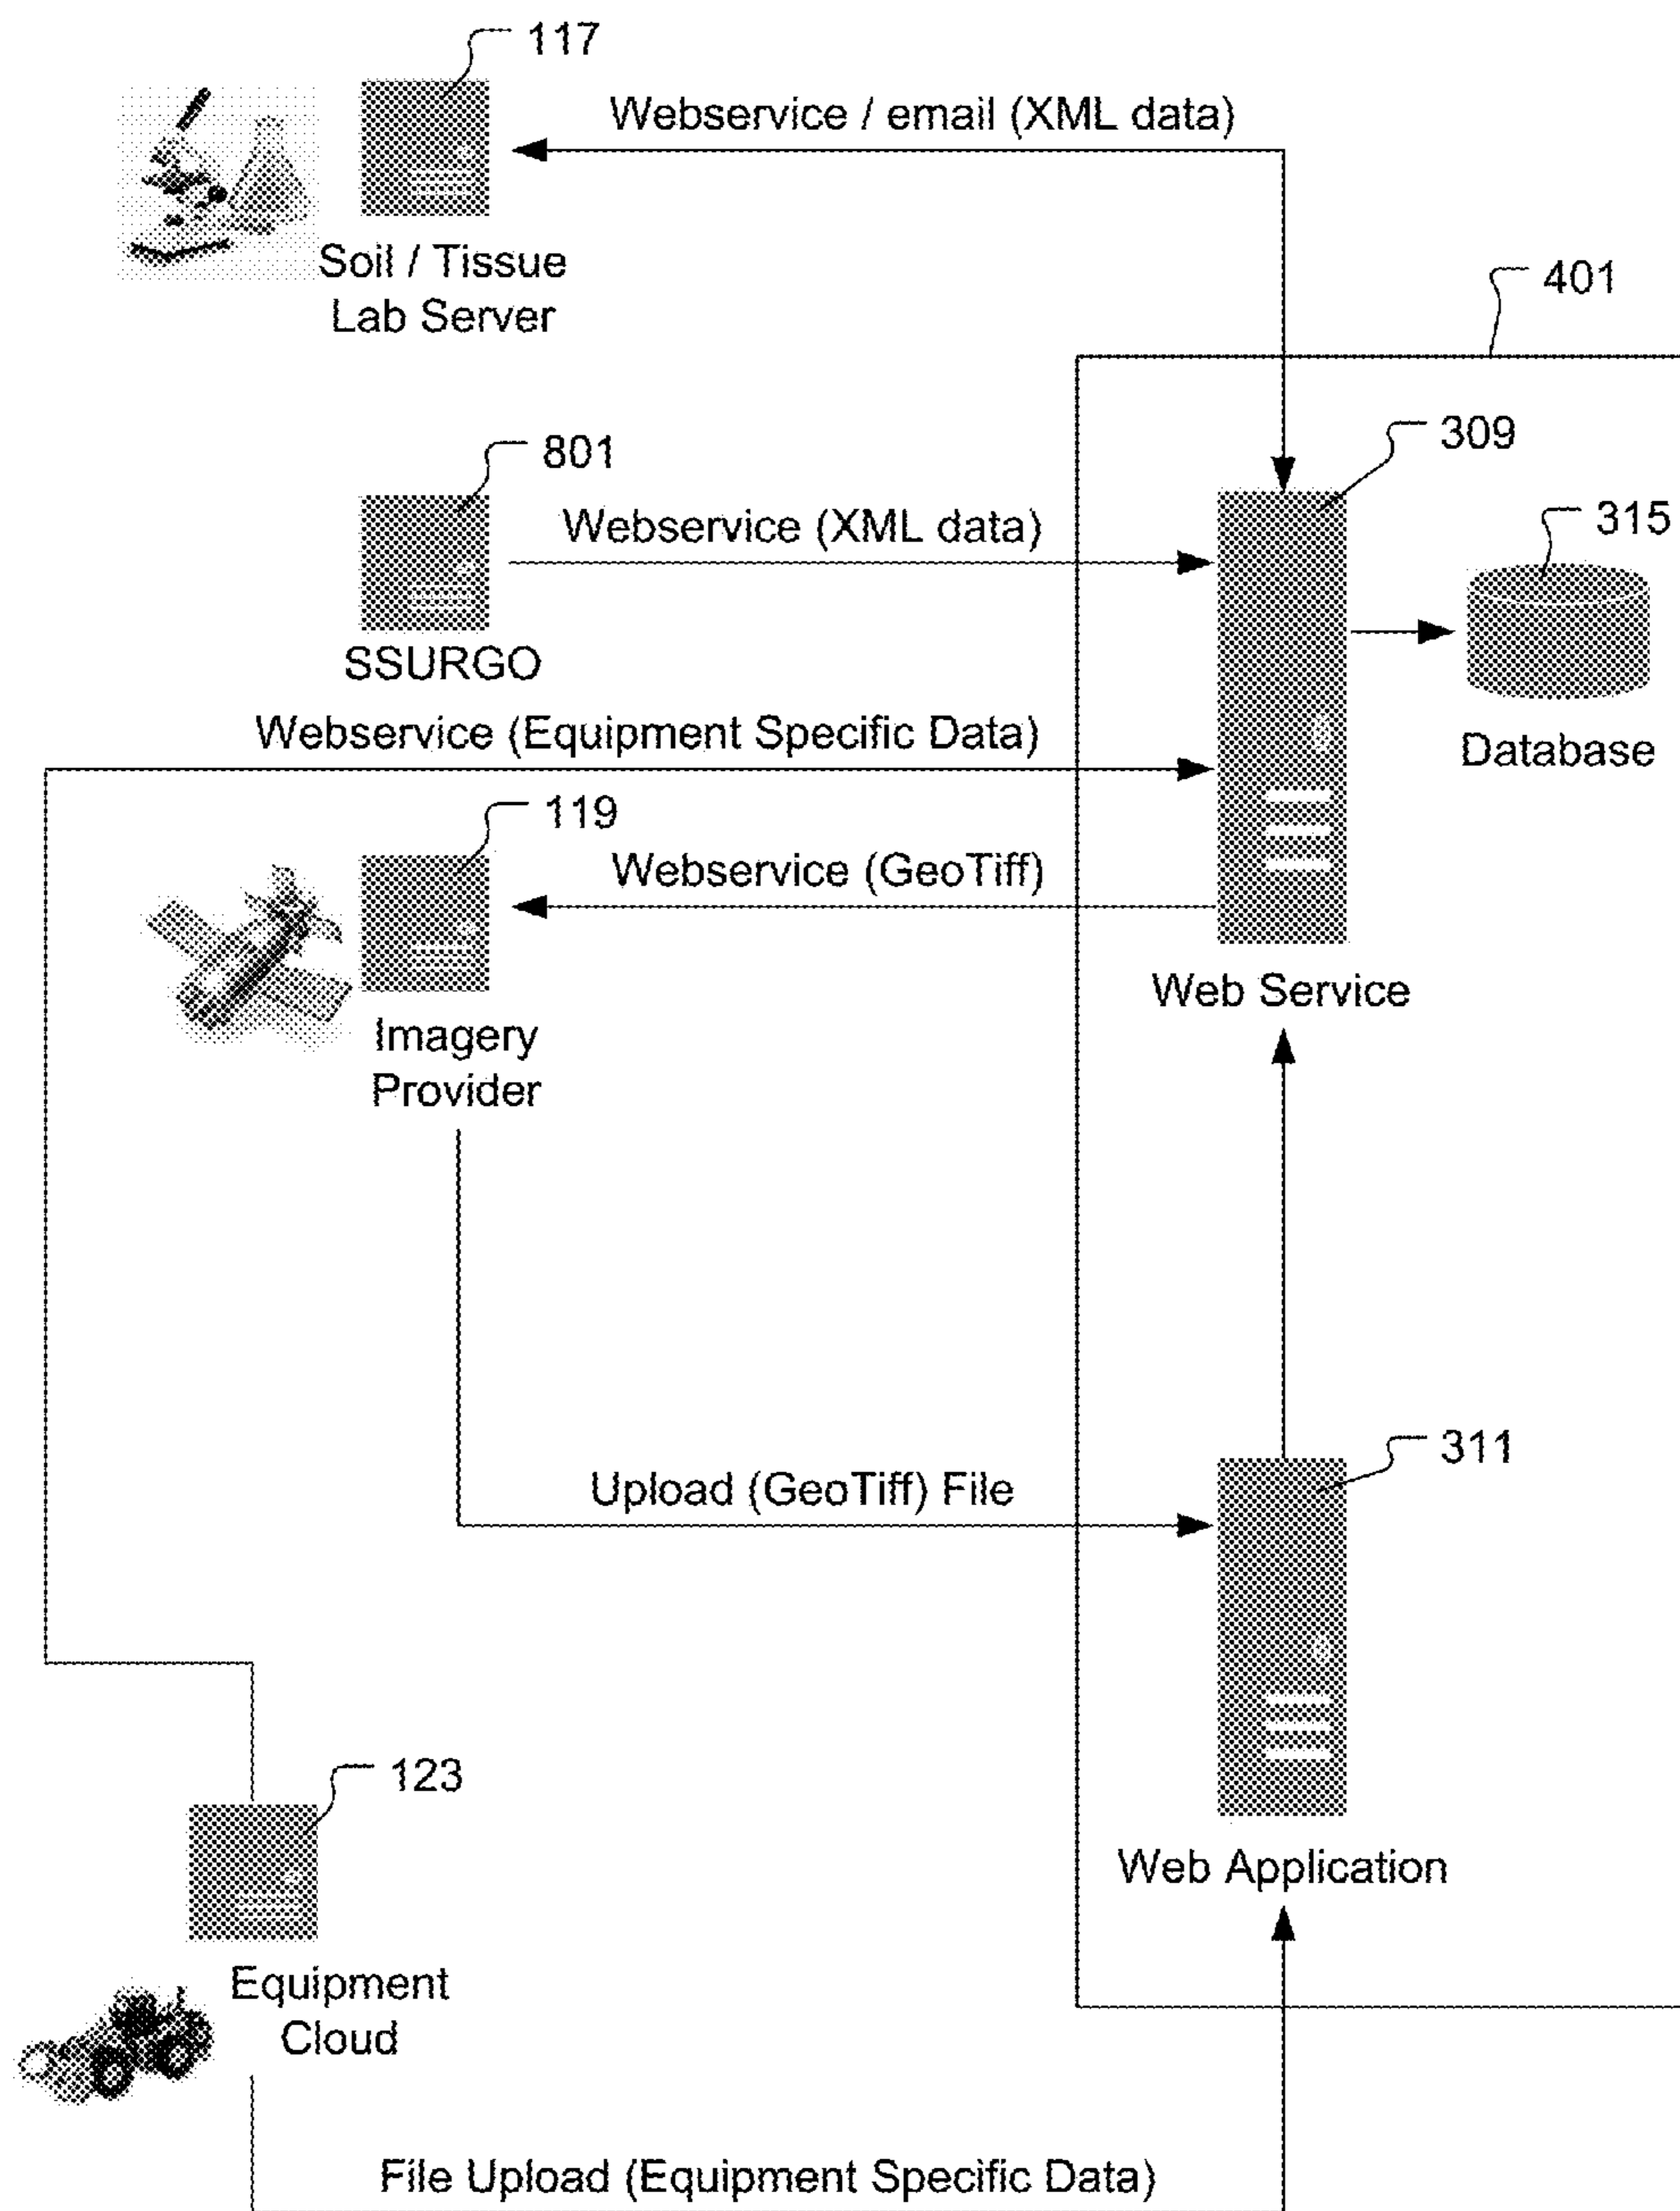 117
Webservice / email (XML data)
Soil / Tissue
Lab Server
401
309
801
Webservice (XML data)
315
SSURGO
Webservice (Equipment Specific Data)
Database
119
Webservice (GeoTiff)
Web Service
Imagery
Provider
311
Upload (GeoTiff) File
123
Web Application
Equipment
Cloud
File Upload (Equipment Specific Data)